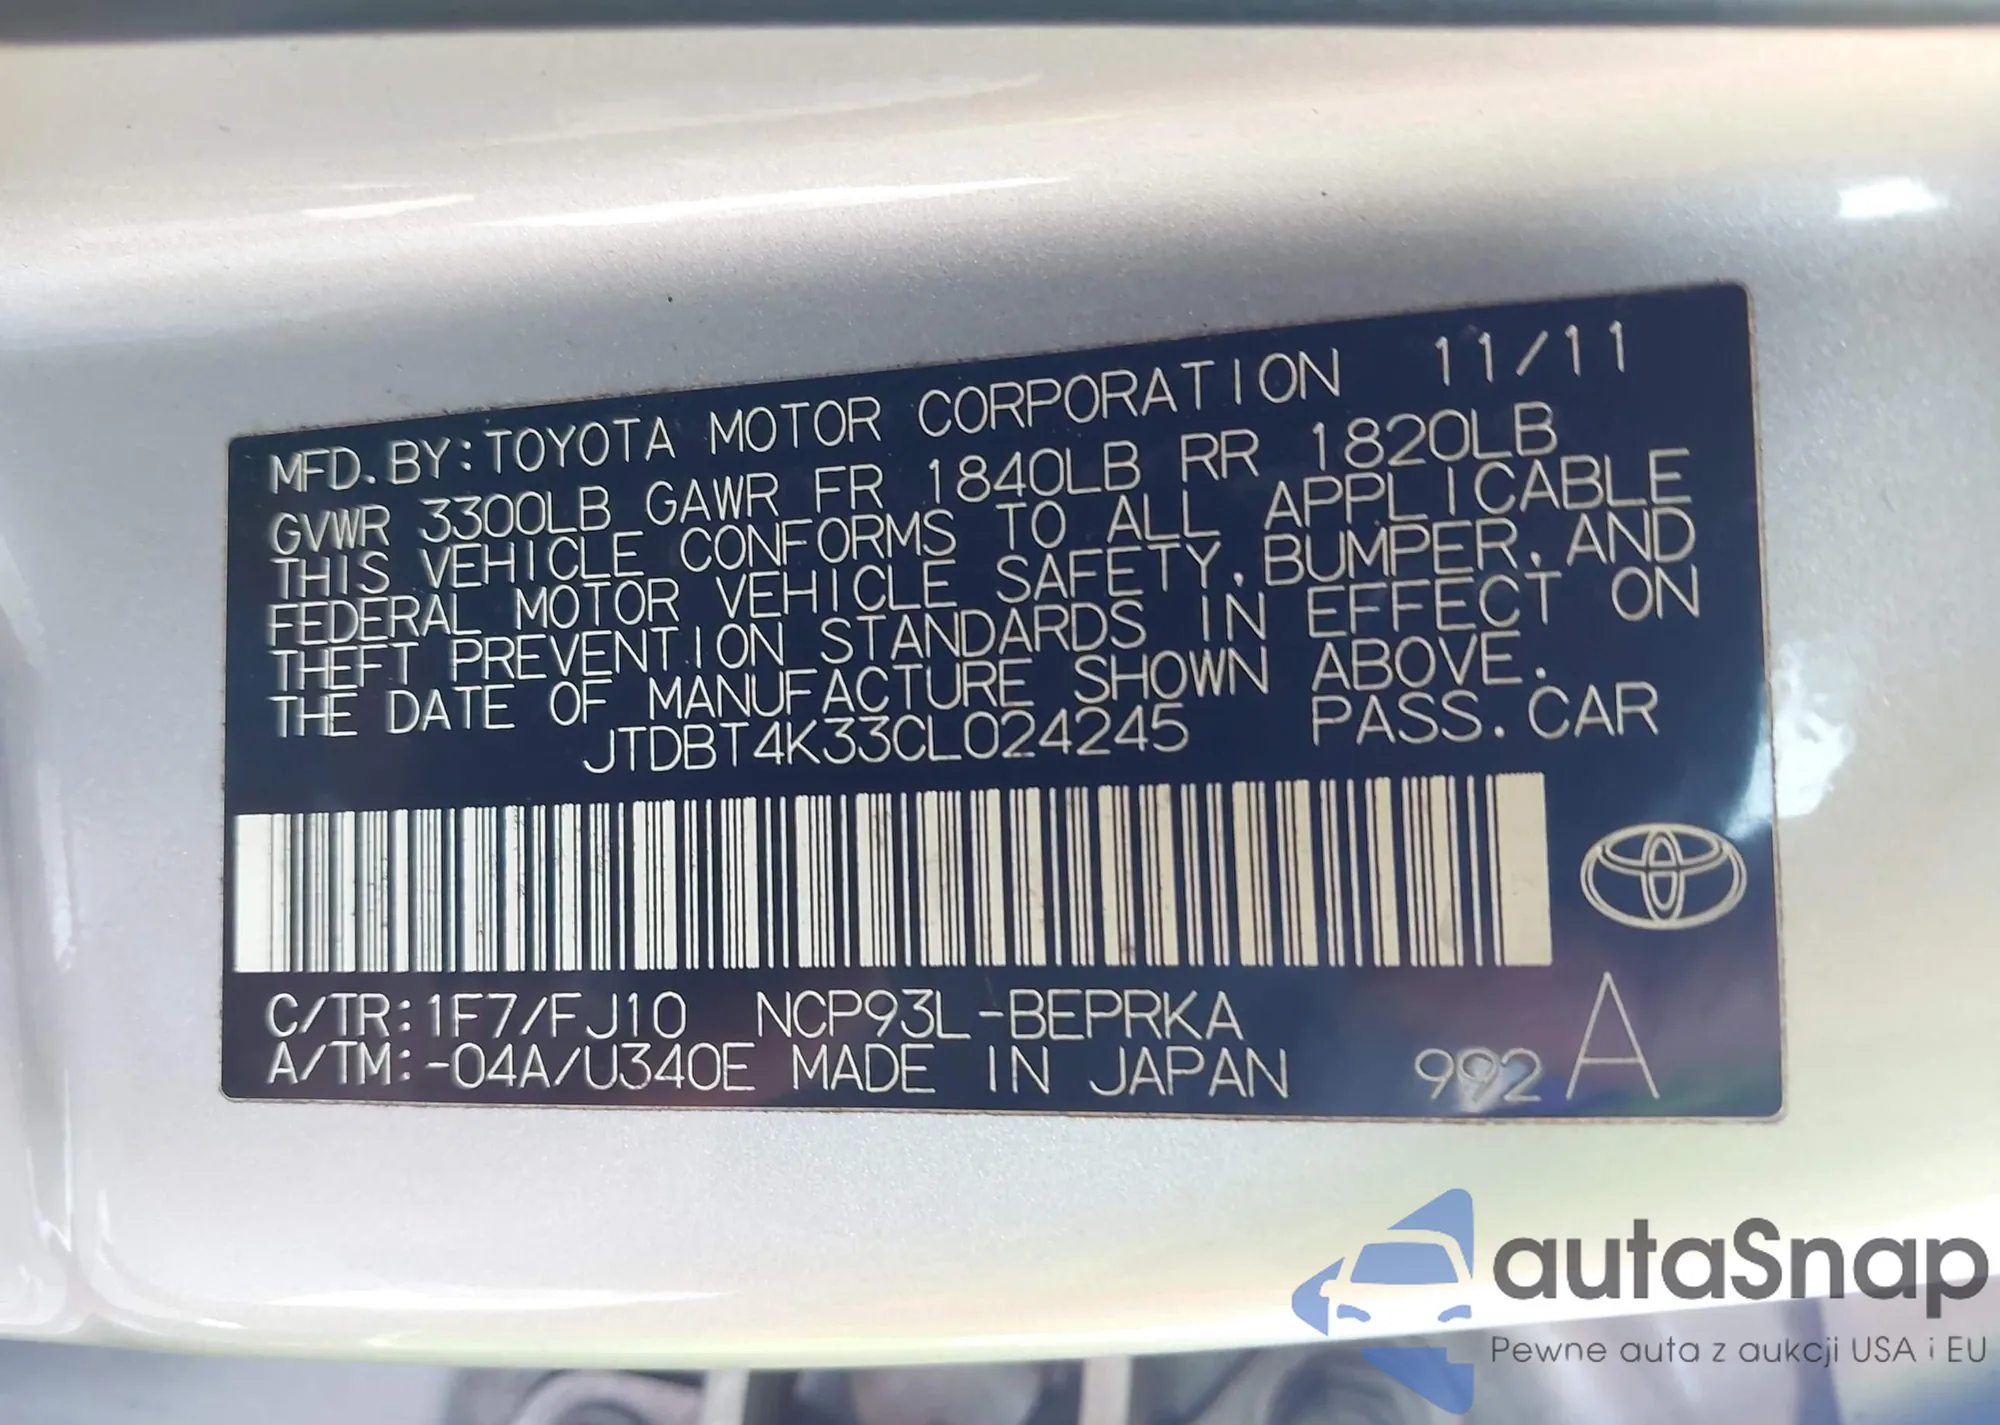 MFD. BY: TOYOTA MOTOR CORPORATION 11/11
GVWR 3300LB GAWR FR 1840LB RR 1820LB
THIS VEHICLE CONFORMS TO ALL APPLICABLE
FEDERAL MOTOR VEHICLE SAFETY, BUMPER, AND
THEFT PREVENTION STANDARDS IN EFFECT ON
THE DATE OF MANUFACTURE SHOWN ABOVE.
JTDBT4K33CL024245 PASS. CAR
C/TR: 1F7/FJ10 NCP93L-BEPRKA
A/TM: -04A/U340E MADE IN JAPAN 992 A
autaSnap
Pewne auta z aukcji USA i EU